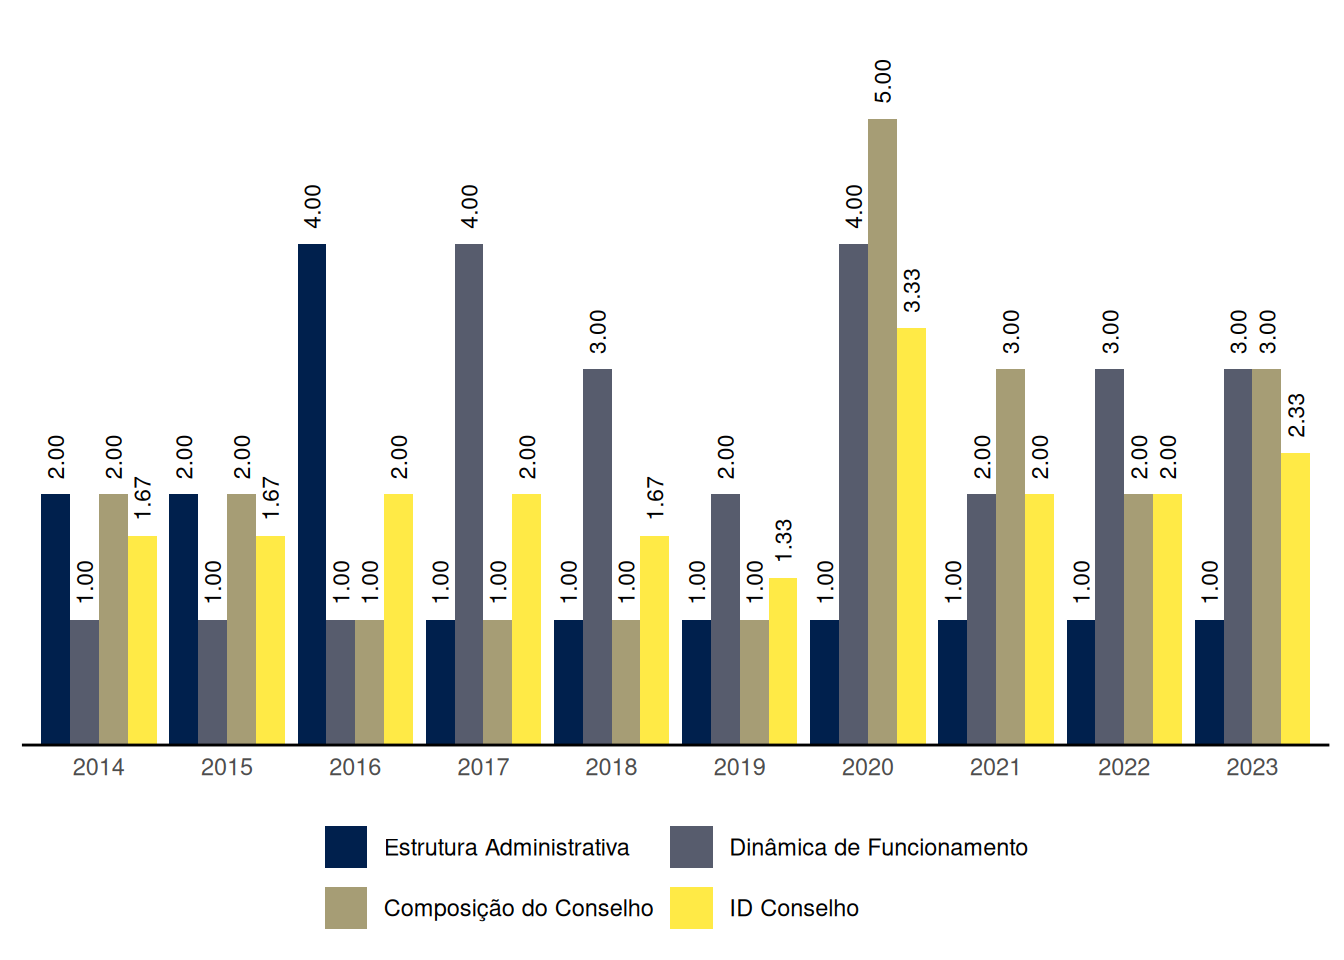 5.00
4.00 4.00 4.00
3.33
3.00 3.00 3.00 3.00 3.00
2.33
2.00 2.00 2.00 2.00 2.00 2.00 2.00 2.00 2.00 2.00
1.67 1.67 1.67
1.33
1.00 1.00 1.00 1.00 1.00 1.00 1.00 1.00 1.00 1.00 1.00 1.00 1.00 1.00
2014 2015 2016 2017 2018 2019 2020 2021 2022 2023
Estrutura Administrativa Dinâmica de Funcionamento
Composição do Conselho ID Conselho